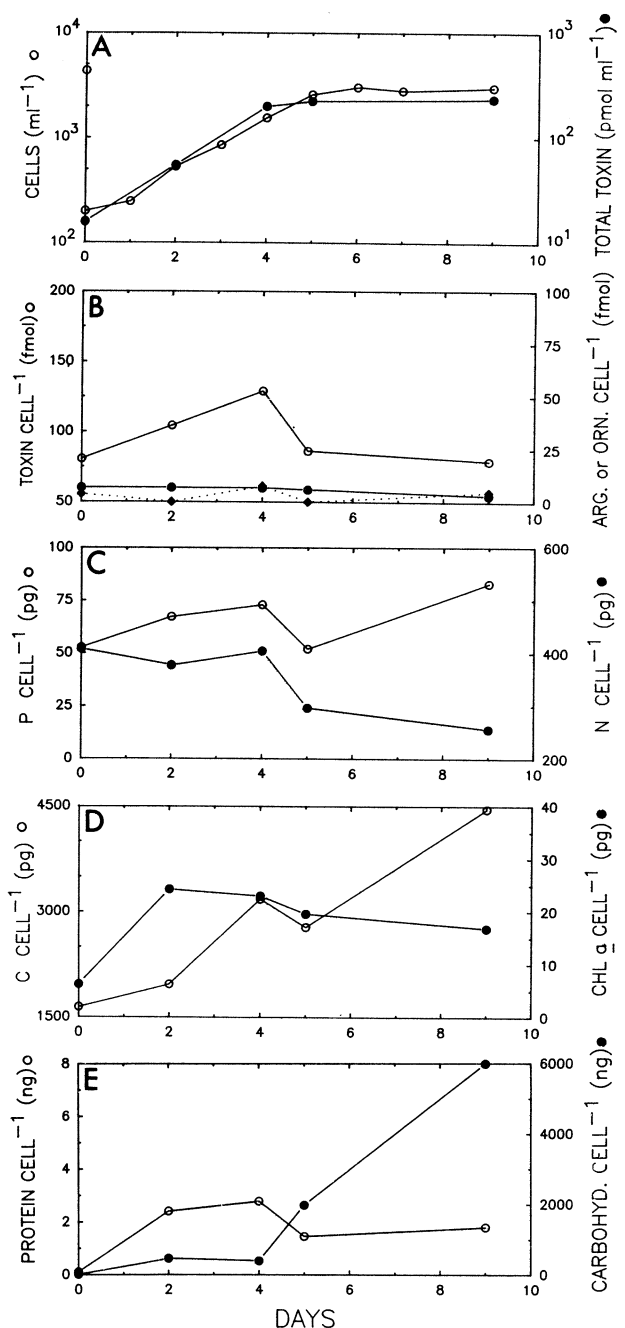 A
CELLS (ml⁻¹) ○
10⁴
10³
10²
TOTAL TOXIN (pmol ml⁻¹) ●
10³
10²
10¹
0 2 4 6 8 10
B
TOXIN CELL⁻¹ (fmol) ○
200
150
100
50
ARG. or ORN. CELL⁻¹ (fmol)
100
75
50
25
0
0 2 4 6 8 10
C
P CELL⁻¹ (pg) ○
100
75
50
25
0
N CELL⁻¹ (pg) ●
600
400
200
0 2 4 6 8 10
D
C CELL⁻¹ (pg) ○
4500
3000
1500
CHL a CELL⁻¹ (pg) ●
40
30
20
10
0
0 2 4 6 8 10
E
PROTEIN CELL⁻¹ (ng) ○
8
6
4
2
0
CARBOHYD. CELL⁻¹ (ng) ●
6000
4000
2000
0
0 2 4 6 8 10
DAYS